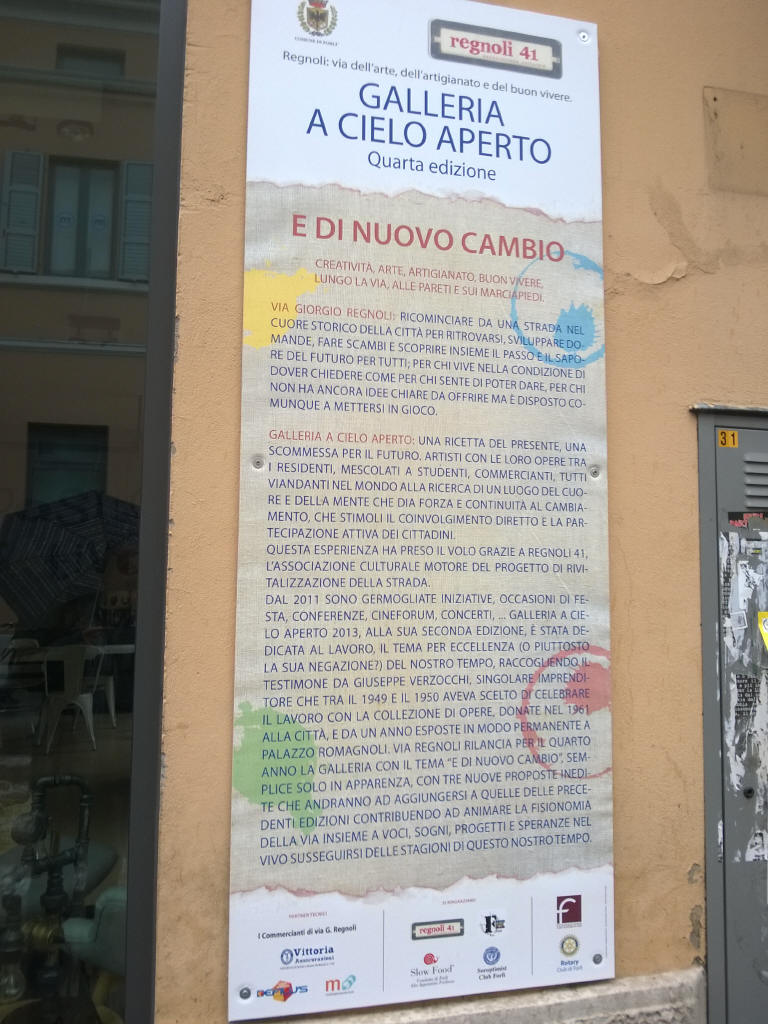 COMUNE DI FORLÌ
regnoli 41
Regnoli: via dell'arte, dell'artigianato e del buon vivere.
GALLERIA
A CIELO APERTO
Quarta edizione
E DI NUOVO CAMBIO
CREATIVITÀ, ARTE, ARTIGIANATO, BUON VIVERE,
LUNGO LA VIA, ALLE PARETI E SUI MARCIAPIEDI.
VIA GIORGIO REGNOLI: RICOMINCIARE DA UNA STRADA NEL
CUORE STORICO DELLA CITTÀ PER RITROVARSI, SVILUPPARE DO-
MANDE, FARE SCAMBI E SCOPRIRE INSIEME IL PASSO E IL SAPO-
RE DEL FUTURO PER TUTTI; PER CHI VIVE NELLA CONDIZIONE DI
DOVER CHIEDERE COME PER CHI SENTE DI POTER DARE, PER CHI
NON HA ANCORA IDEE CHIARE DA OFFRIRE MA È DISPOSTO CO-
MUNQUE A METTERSI IN GIOCO.
GALLERIA A CIELO APERTO: UNA RICETTA DEL PRESENTE, UNA
SCOMMESSA PER IL FUTURO. ARTISTI CON LE LORO OPERE TRA
I RESIDENTI, MESCOLATI A STUDENTI, COMMERCIANTI, TUTTI
VIANDANTI NEL MONDO ALLA RICERCA DI UN LUOGO DEL CUO-
RE E DELLA MENTE CHE DIA FORZA E CONTINUITÀ AL CAMBIA-
MENTO, CHE STIMOLI IL COINVOLGIMENTO DIRETTO E LA PAR-
TECIPAZIONE ATTIVA DEI CITTADINI.
QUESTA ESPERIENZA HA PRESO IL VOLO GRAZIE A REGNOLI 41,
L'ASSOCIAZIONE CULTURALE MOTORE DEL PROGETTO DI RIVI-
TALIZZAZIONE DELLA STRADA.
DAL 2011 SONO GERMOGLIATE INIZIATIVE, OCCASIONI DI FE-
STA, CONFERENZE, CINEFORUM, CONCERTI, ... GALLERIA A CIE-
LO APERTO 2013, ALLA SUA SECONDA EDIZIONE, È STATA DE-
DICATA AL LAVORO, IL TEMA PER ECCELLENZA (O PIUTTOSTO
LA SUA NEGAZIONE?) DEL NOSTRO TEMPO, RACCOGLIENDO IL
TESTIMONE DA GIUSEPPE VERZOCCHI, SINGOLARE IMPRENDI-
TORE CHE TRA IL 1949 E IL 1950 AVEVA SCELTO DI CELEBRARE
IL LAVORO CON LA COLLEZIONE DI OPERE, DONATE NEL 1961
ALLA CITTÀ, E DA UN ANNO ESPOSTE IN MODO PERMANENTE A
PALAZZO ROMAGNOLI. VIA REGNOLI RILANCIA PER IL QUARTO
ANNO LA GALLERIA CON IL TEMA "E DI NUOVO CAMBIO", SEM-
PLICE SOLO IN APPARENZA, CON TRE NUOVE PROPOSTE INEDI-
TE CHE ANDRANNO AD AGGIUNGERSI A QUELLE DELLE PRECE-
DENTI EDIZIONI CONTRIBUENDO AD ANIMARE LA FISIONOMIA
DELLA VIA INSIEME A VOCI, SOGNI, PROGETTI E SPERANZE NEL
VIVO SUSSEGUIRSI DELLE STAGIONI DI QUESTO NOSTRO TEMPO.
PARTNER TECNICI
I Commercianti di via G. Regnoli
Vittoria
Assicurazioni
SI RINGRAZIANO
regnoli 41
Slow Food
Soroptimist
Club Forlì
Rotary
Club di Forlì
31